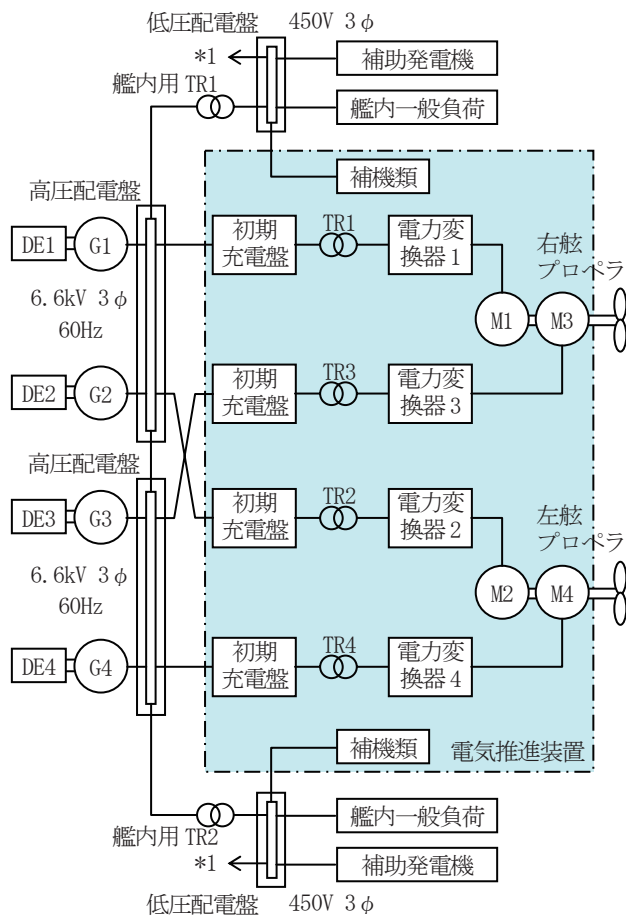 低圧配電盤 450V 3φ
*1
補助発電機
艦内用 TR1
艦内一般負荷
補機類
高圧配電盤
初期
充電盤
TR1
電力変
換器 1
右舷
プロペラ
DE1
G1
6.6kV 3φ
60Hz
M1
M3
DE2
G2
初期
充電盤
TR3
電力変
換器 3
高圧配電盤
DE3
G3
初期
充電盤
TR2
電力変
換器 2
左舷
プロペラ
6.6kV 3φ
60Hz
M2
M4
DE4
G4
初期
充電盤
TR4
電力変
換器 4
補機類
電気推進装置
艦内用 TR2
艦内一般負荷
*1
補助発電機
低圧配電盤 450V 3φ